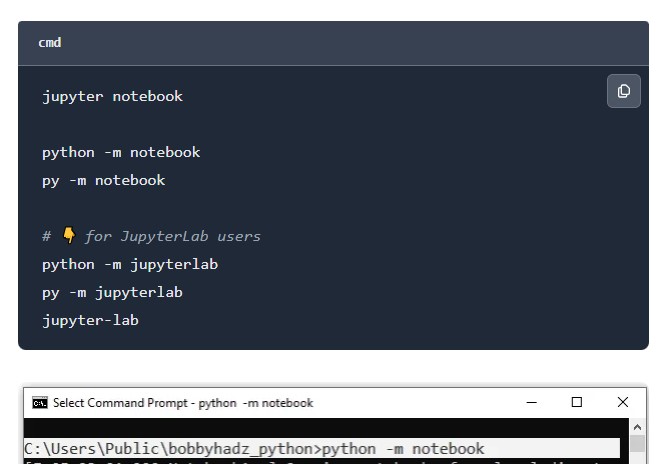 cmd
jupyter notebook
python -m notebook
py -m notebook
# 👇 for JupyterLab users
python -m jupyterlab
py -m jupyterlab
jupyter-lab
Select Command Prompt - python -m notebook
C:\Users\Public\bobbyhadz_python>python -m notebook